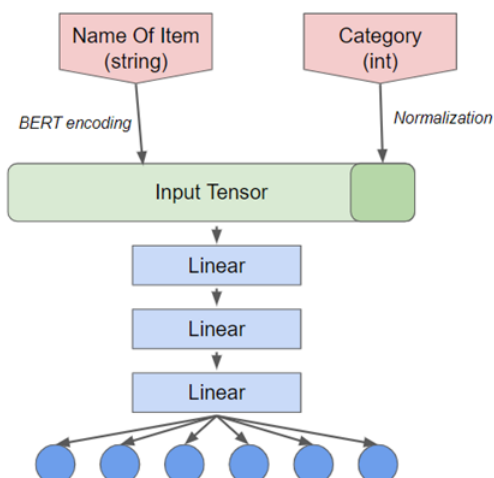 Name Of Item
(string)
Category
(int)
BERT encoding
Normalization
Input Tensor
Linear
Linear
Linear